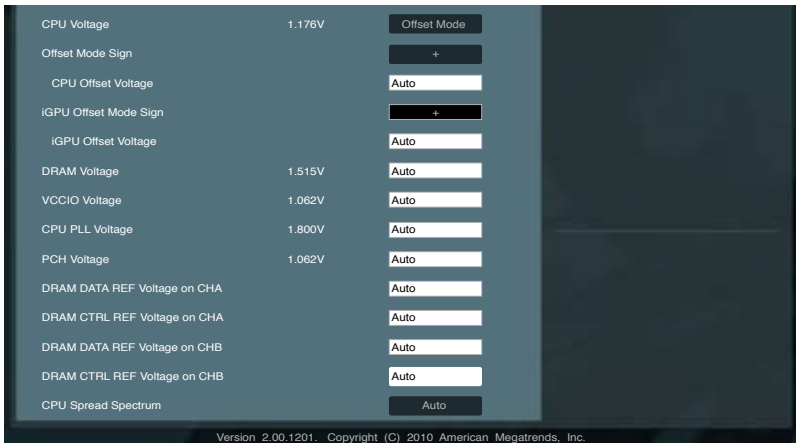 CPU Voltage 1.176V Offset Mode
Offset Mode Sign +
CPU Offset Voltage Auto
iGPU Offset Mode Sign +
iGPU Offset Voltage Auto
DRAM Voltage 1.515V Auto
VCCIO Voltage 1.062V Auto
CPU PLL Voltage 1.800V Auto
PCH Voltage 1.062V Auto
DRAM DATA REF Voltage on CHA Auto
DRAM CTRL REF Voltage on CHA Auto
DRAM DATA REF Voltage on CHB Auto
DRAM CTRL REF Voltage on CHB Auto
CPU Spread Spectrum Auto
Version 2.00.1201. Copyright (C) 2010 American Megatrends, Inc.